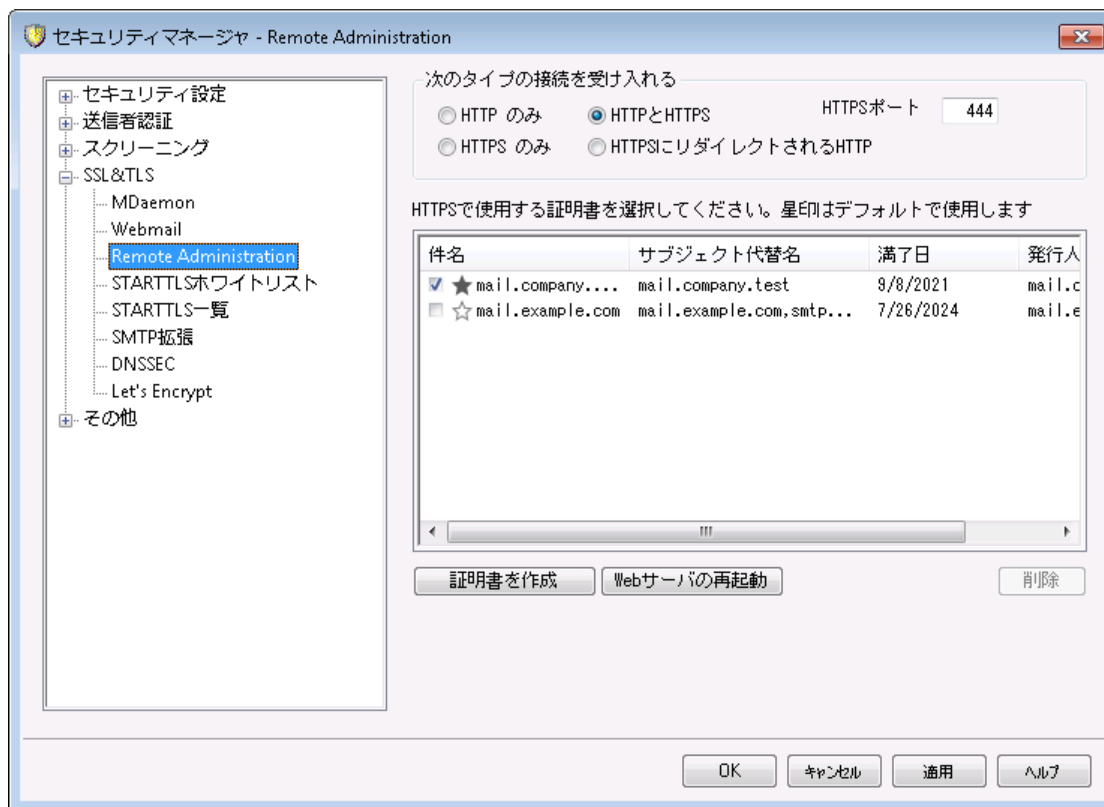 セキュリティマネージャ - Remote Administration
セキュリティ設定
送信者認証
スクリーニング
SSL&TLS
MDaemon
Webmail
Remote Administration
STARTTLSホワイトリスト
STARTTLS一覧
SMTP拡張
DNSSEC
Let's Encrypt
その他
次のタイプの接続を受け入れる
HTTP のみ HTTPとHTTPS HTTPSポート 444
HTTPS のみ HTTPSにリダイレクトされるHTTP
HTTPSで使用する証明書を選択してください。星印はデフォルトで使用します
件名 サブジェクト代替名 満了日 発行人
mail.company.... mail.company.test 9/8/2021 mail.c
mail.example.com mail.example.com,smtp... 7/26/2024 mail.e
証明書を作成 Webサーバの再起動 削除
OK キャンセル 適用 ヘルプ